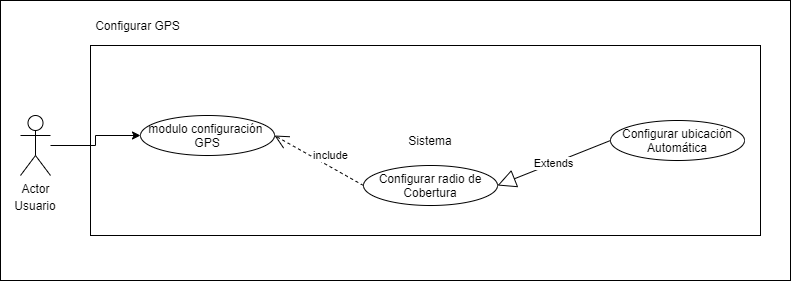 Configurar GPS
modulo configuración
GPS
Sistema
Configurar ubicación
Automática
include
Extends
Configurar radio de
Cobertura
Actor
Usuario